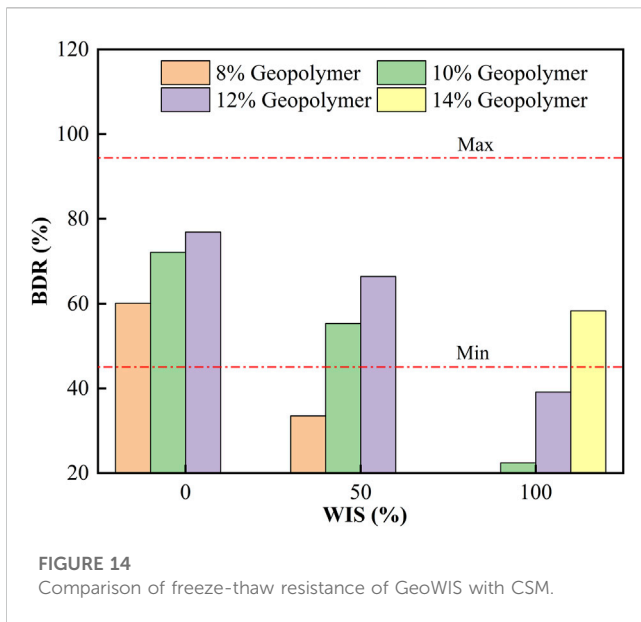 120
100
80
60
40
20
BDR (%)
8% Geopolymer
10% Geopolymer
12% Geopolymer
14% Geopolymer
Max
Min
0
50
100
WIS (%)
FIGURE 14
Comparison of freeze-thaw resistance of GeoWIS with CSM.